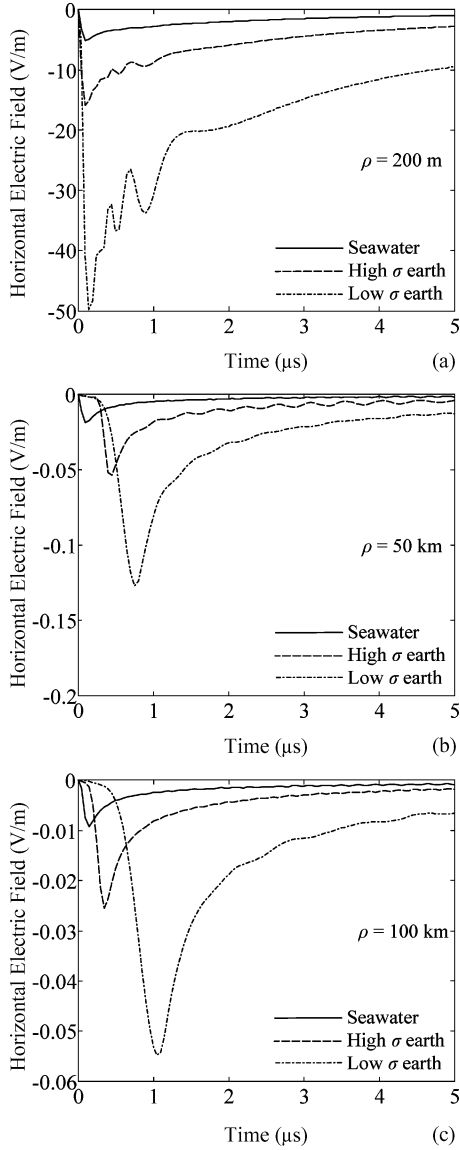 0
-10
-20
-30
-40
-50
Horizontal Electric Field (V/m)
ρ = 200 m
Seawater
High σ earth
Low σ earth
0 1 2 3 4 5
Time (µs)
(a)
0
-0.05
-0.1
-0.15
-0.2
Horizontal Electric Field (V/m)
ρ = 50 km
Seawater
High σ earth
Low σ earth
0 1 2 3 4 5
Time (µs)
(b)
0
-0.01
-0.02
-0.03
-0.04
-0.05
-0.06
Horizontal Electric Field (V/m)
ρ = 100 km
Seawater
High σ earth
Low σ earth
0 1 2 3 4 5
Time (µs)
(c)